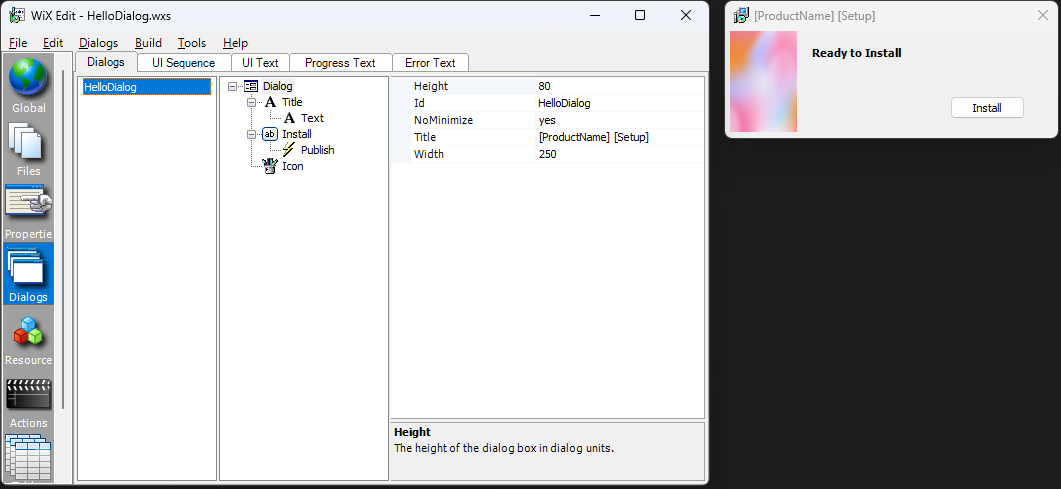 WiX Edit - HelloDialog.wxs
File Edit Dialogs Build Tools Help
Global
Files
Propertie
Dialogs
Resource
Actions
Dialogs UI Sequence UI Text Progress Text Error Text
HelloDialog
Dialog
Title
Text
ab Install
Publish
Icon
Height 80
Id HelloDialog
NoMinimize yes
Title [ProductName] [Setup]
Width 250
Height
The height of the dialog box in dialog units.
[ProductName] [Setup]
Ready to Install
Install